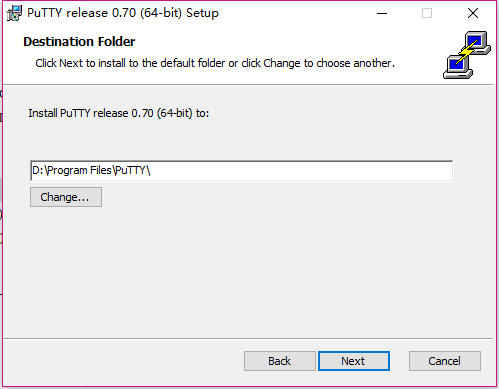 PuTTY release 0.70 (64-bit) Setup
Destination Folder
Click Next to install to the default folder or click Change to choose another.
Install PuTTY release 0.70 (64-bit) to:
D:\Program Files\PuTTY\
Change...
Back
Next
Cancel